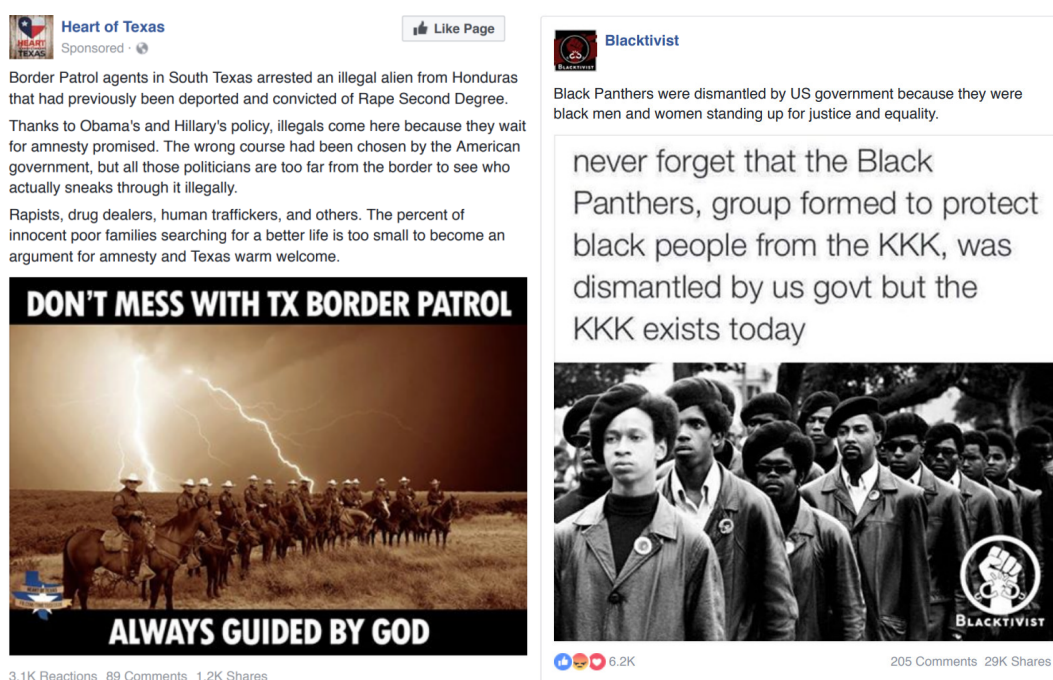 Heart of Texas
Sponsored ·
Like Page
Border Patrol agents in South Texas arrested an illegal alien from Honduras
that had previously been deported and convicted of Rape Second Degree.
Thanks to Obama's and Hillary's policy, illegals come here because they wait
for amnesty promised. The wrong course had been chosen by the American
government, but all those politicians are too far from the border to see who
actually sneaks through it illegally.
Rapists, drug dealers, human traffickers, and others. The percent of
innocent poor families searching for a better life is too small to become an
argument for amnesty and Texas warm welcome.
HEART
TEXAS
DON'T MESS WITH TX BORDER PATROL
ALWAYS GUIDED BY GOD
3.1K Reactions 89 Comments 1.2K Shares
Blacktivist
BLACKTIVIST
Black Panthers were dismantled by US government because they were
black men and women standing up for justice and equality.
never forget that the Black
Panthers, group formed to protect
black people from the KKK, was
dismantled by us govt but the
KKK exists today
BLACKTIVIST
6.2K
205 Comments 29K Shares